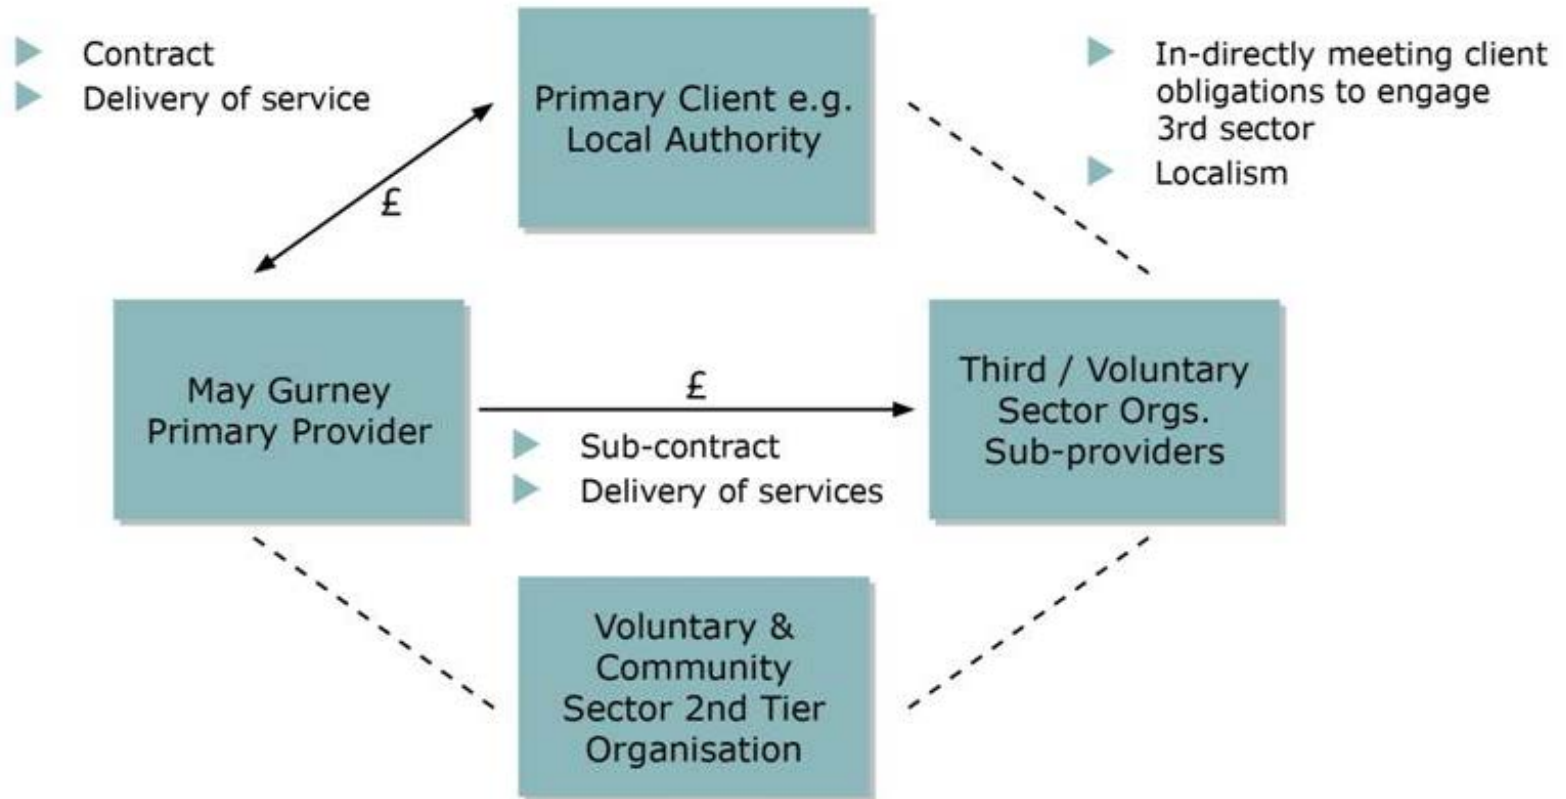 Contract
Delivery of service
Primary Client e.g.
Local Authority
In-directly meeting client
obligations to engage
3rd sector
Localism
£
May Gurney
Primary Provider
£
Sub-contract
Delivery of services
Third / Voluntary
Sector Orgs.
Sub-providers
Voluntary &
Community
Sector 2nd Tier
Organisation